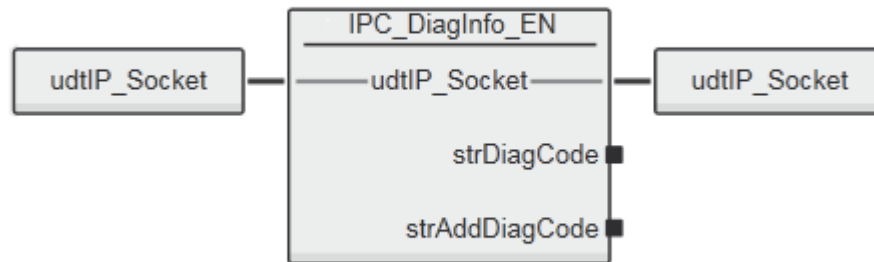 IPC_DiagInfo_EN
udtIP_Socket udtIP_Socket udtIP_Socket
strDiagCode
strAddDiagCode